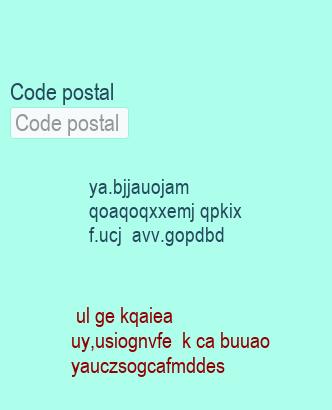 Code postal
Code postal
ya.bjjauojam
qoaqoqxxemj qpkix
f.ucj  avv.gopdbd
ul ge kqaiea
uy,usiognvfe  k ca buuao
yauczsogcafmddes